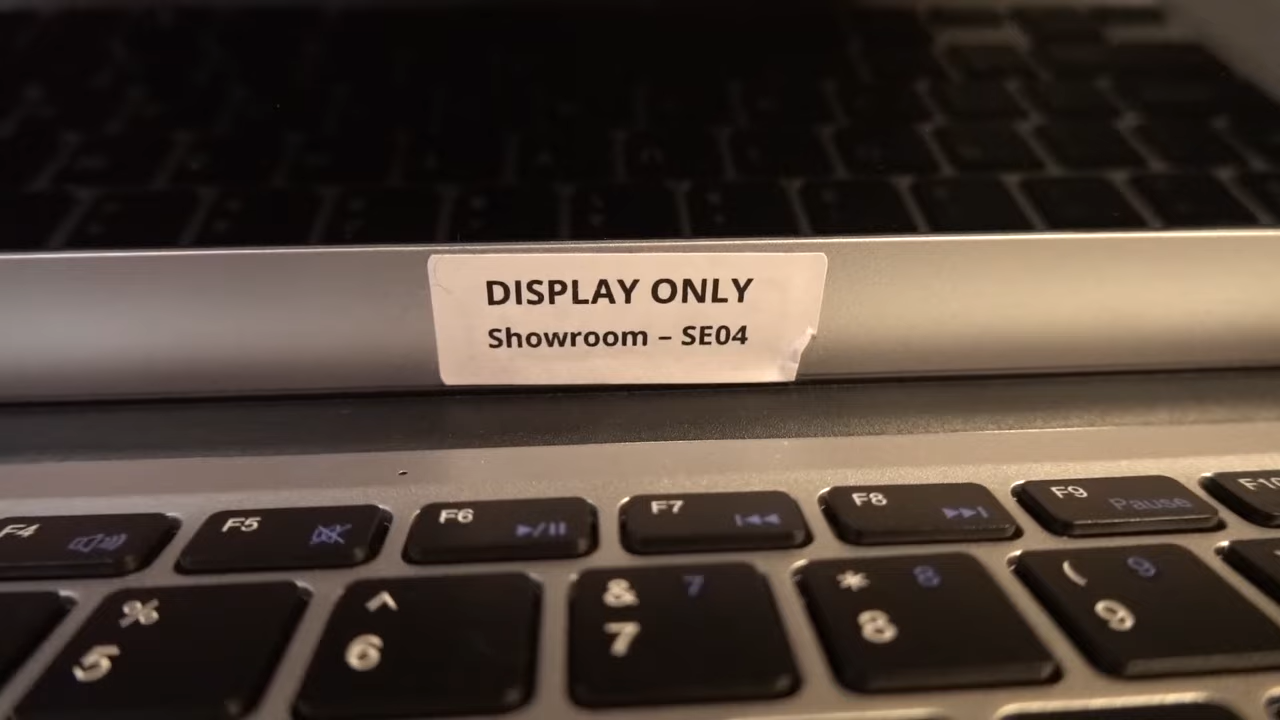 DISPLAY ONLY
Showroom – SE04
F4
F5
F6
F7
F8
F9 Pause
F10
%
5
^
6
& 7
7
* 8
8
( 9
9